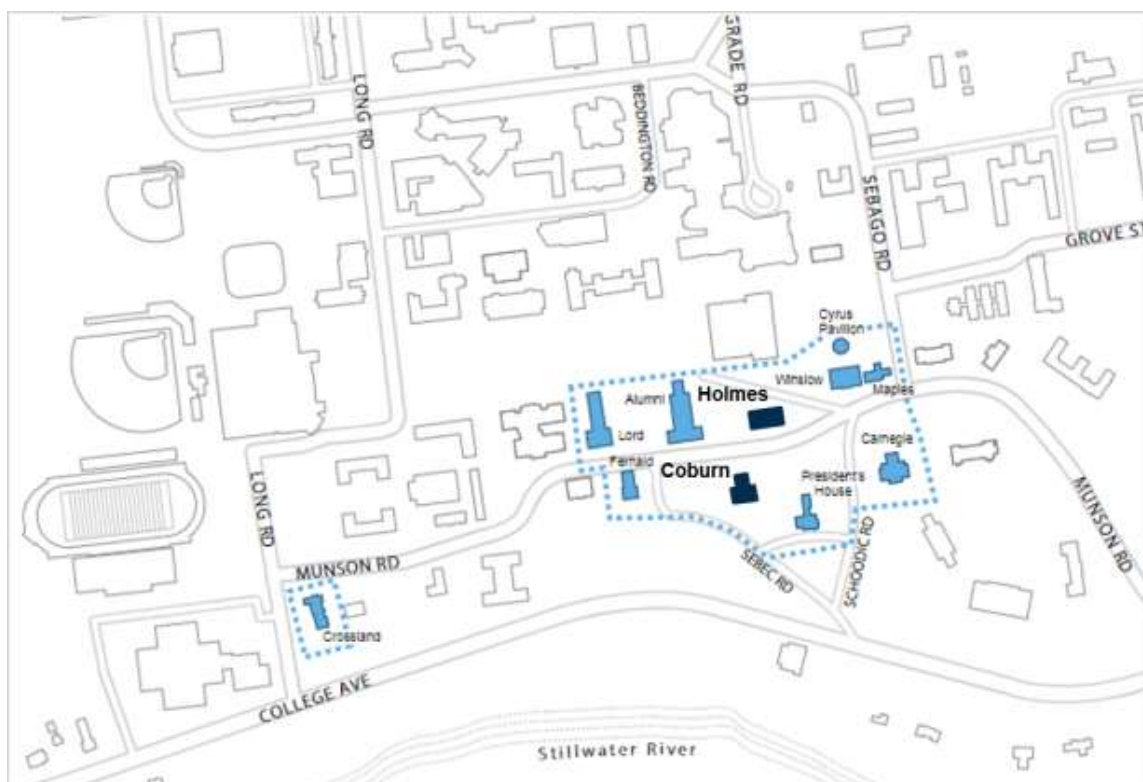 GRADE RD
LONG RD
BEDDINGTON RD
SEBAGO RD
GROVE ST
Cyrus
Pavilion
Winslow
Maples
Alumni
Holmes
Lord
Carnegie
Fernald
Coburn
President's
House
LONG RD
MUNSON RD
MUNSON RD
SEBEC RD
SCHOODIC RD
Crossland
COLLEGE AVE
Stillwater River